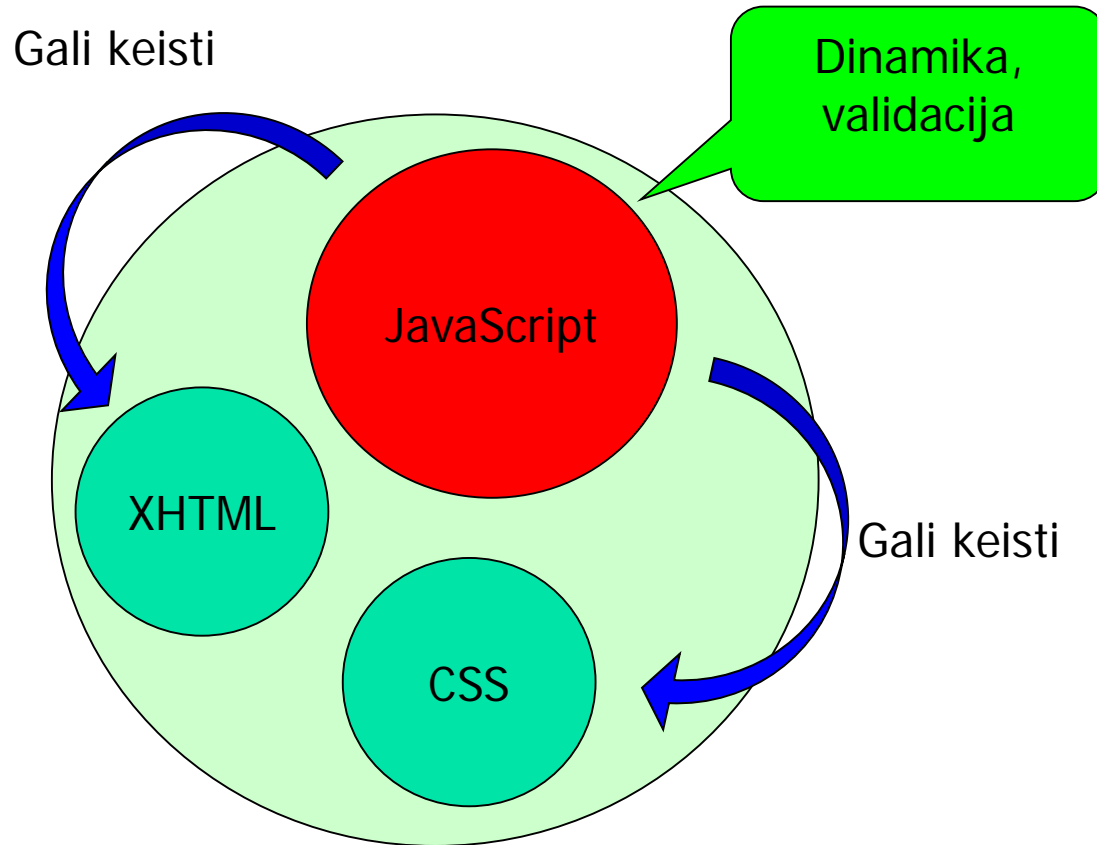 Gali keisti
Dinamika,
validacija
JavaScript
XHTML
Gali keisti
CSS